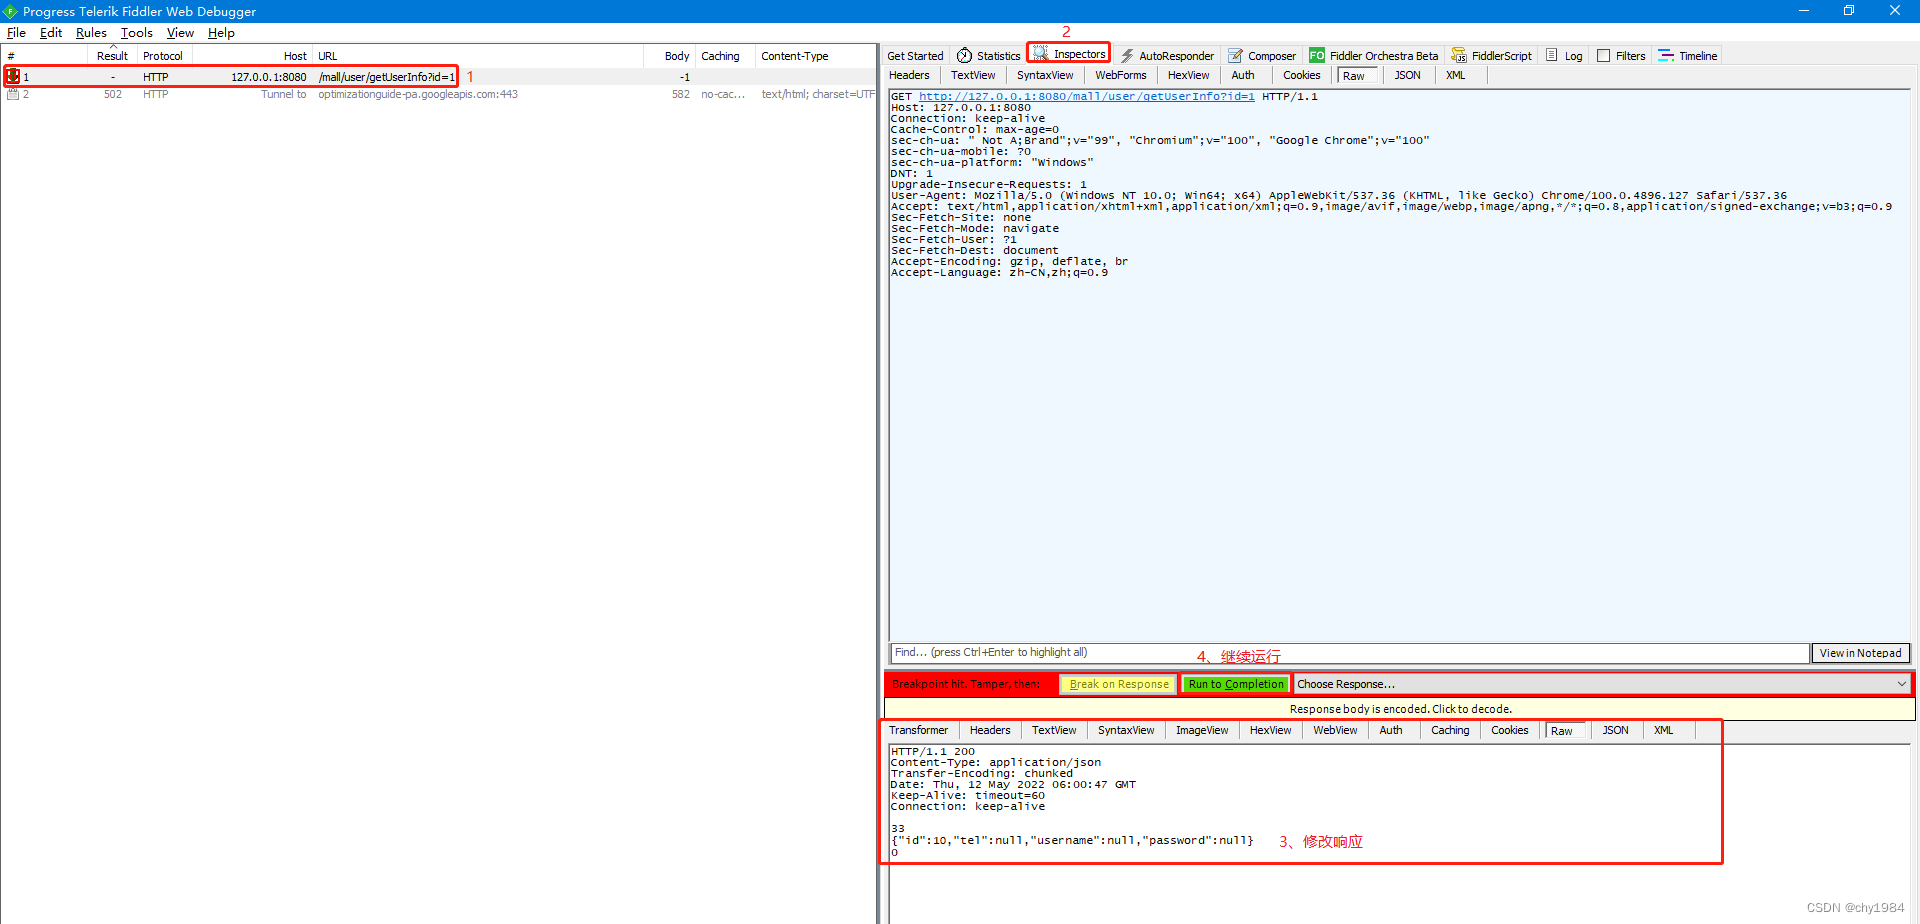 Progress Telerik Fiddler Web Debugger
File Edit Rules Tools View Help
# Result Protocol Host URL Body Caching Content-Type
1 - HTTP 127.0.0.1:8080 /mall/user/getUserInfo?id=1 -1
1
2 502 HTTP Tunnel to optimizationguide-pa.googleapis.com:443 582 no-cac... text/html; charset=UTF
2
Get Started Statistics Inspectors AutoResponder Composer FO Fiddler Orchestra Beta FiddlerScript Log Filters Timeline
Headers TextView SyntaxView WebForms HexView Auth Cookies Raw JSON XML
GET http://127.0.0.1:8080/mall/user/getUserInfo?id=1 HTTP/1.1
Host: 127.0.0.1:8080
Connection: keep-alive
Cache-Control: max-age=0
sec-ch-ua: " Not A;Brand";v="99", "Chromium";v="100", "Google Chrome";v="100"
sec-ch-ua-mobile: ?0
sec-ch-ua-platform: "Windows"
DNT: 1
Upgrade-Insecure-Requests: 1
User-Agent: Mozilla/5.0 (Windows NT 10.0; Win64; x64) AppleWebKit/537.36 (KHTML, like Gecko) Chrome/100.0.4896.127 Safari/537.36
Accept: text/html,application/xhtml+xml,application/xml;q=0.9,image/avif,image/webp,image/apng,*/*;q=0.8,application/signed-exchange;v=b3;q=0.9
Sec-Fetch-Site: none
Sec-Fetch-Mode: navigate
Sec-Fetch-User: ?1
Sec-Fetch-Dest: document
Accept-Encoding: gzip, deflate, br
Accept-Language: zh-CN,zh;q=0.9
Find... (press Ctrl+Enter to highlight all) View in Notepad
4、继续运行
Breakpoint hit. Tamper, then: Break on Response Run to Completion Choose Response...
Response body is encoded. Click to decode.
Transformer Headers TextView SyntaxView ImageView HexView WebView Auth Caching Cookies Raw JSON XML
HTTP/1.1 200
Content-Type: application/json
Transfer-Encoding: chunked
Date: Thu, 12 May 2022 06:00:47 GMT
Keep-Alive: timeout=60
Connection: keep-alive
33
{"id":10,"tel":null,"username":null,"password":null}
3、修改响应
0
CSDN @chy1984